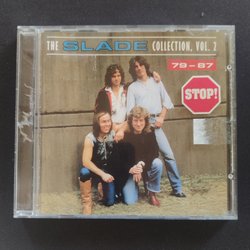 THE SLADE COLLECTION, VOL. 2
79-87
STOP!